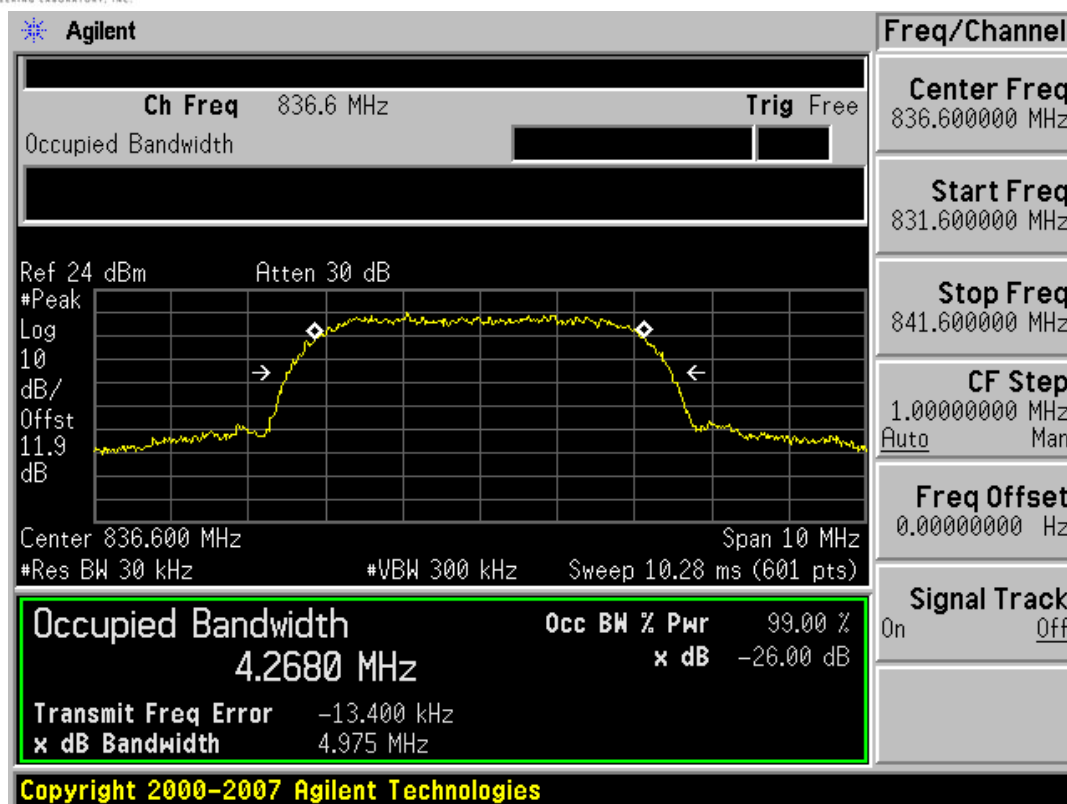 Agilent
Freq/Channel
Ch Freq 836.6 MHz Trig Free
Occupied Bandwidth
Center Freq
836.600000 MHz
Start Freq
831.600000 MHz
Stop Freq
841.600000 MHz
CF Step
1.00000000 MHz
Auto Man
Freq Offset
0.00000000 Hz
Signal Track
On Off
Ref 24 dBm Atten 30 dB
#Peak
Log
10
dB/
Offst
11.9
dB
Center 836.600 MHz Span 10 MHz
#Res BW 30 kHz #VBW 300 kHz Sweep 10.28 ms (601 pts)
Occupied Bandwidth
4.2680 MHz
Occ BW % Pwr 99.00 %
x dB -26.00 dB
Transmit Freq Error -13.400 kHz
x dB Bandwidth 4.975 MHz
Copyright 2000-2007 Agilent Technologies